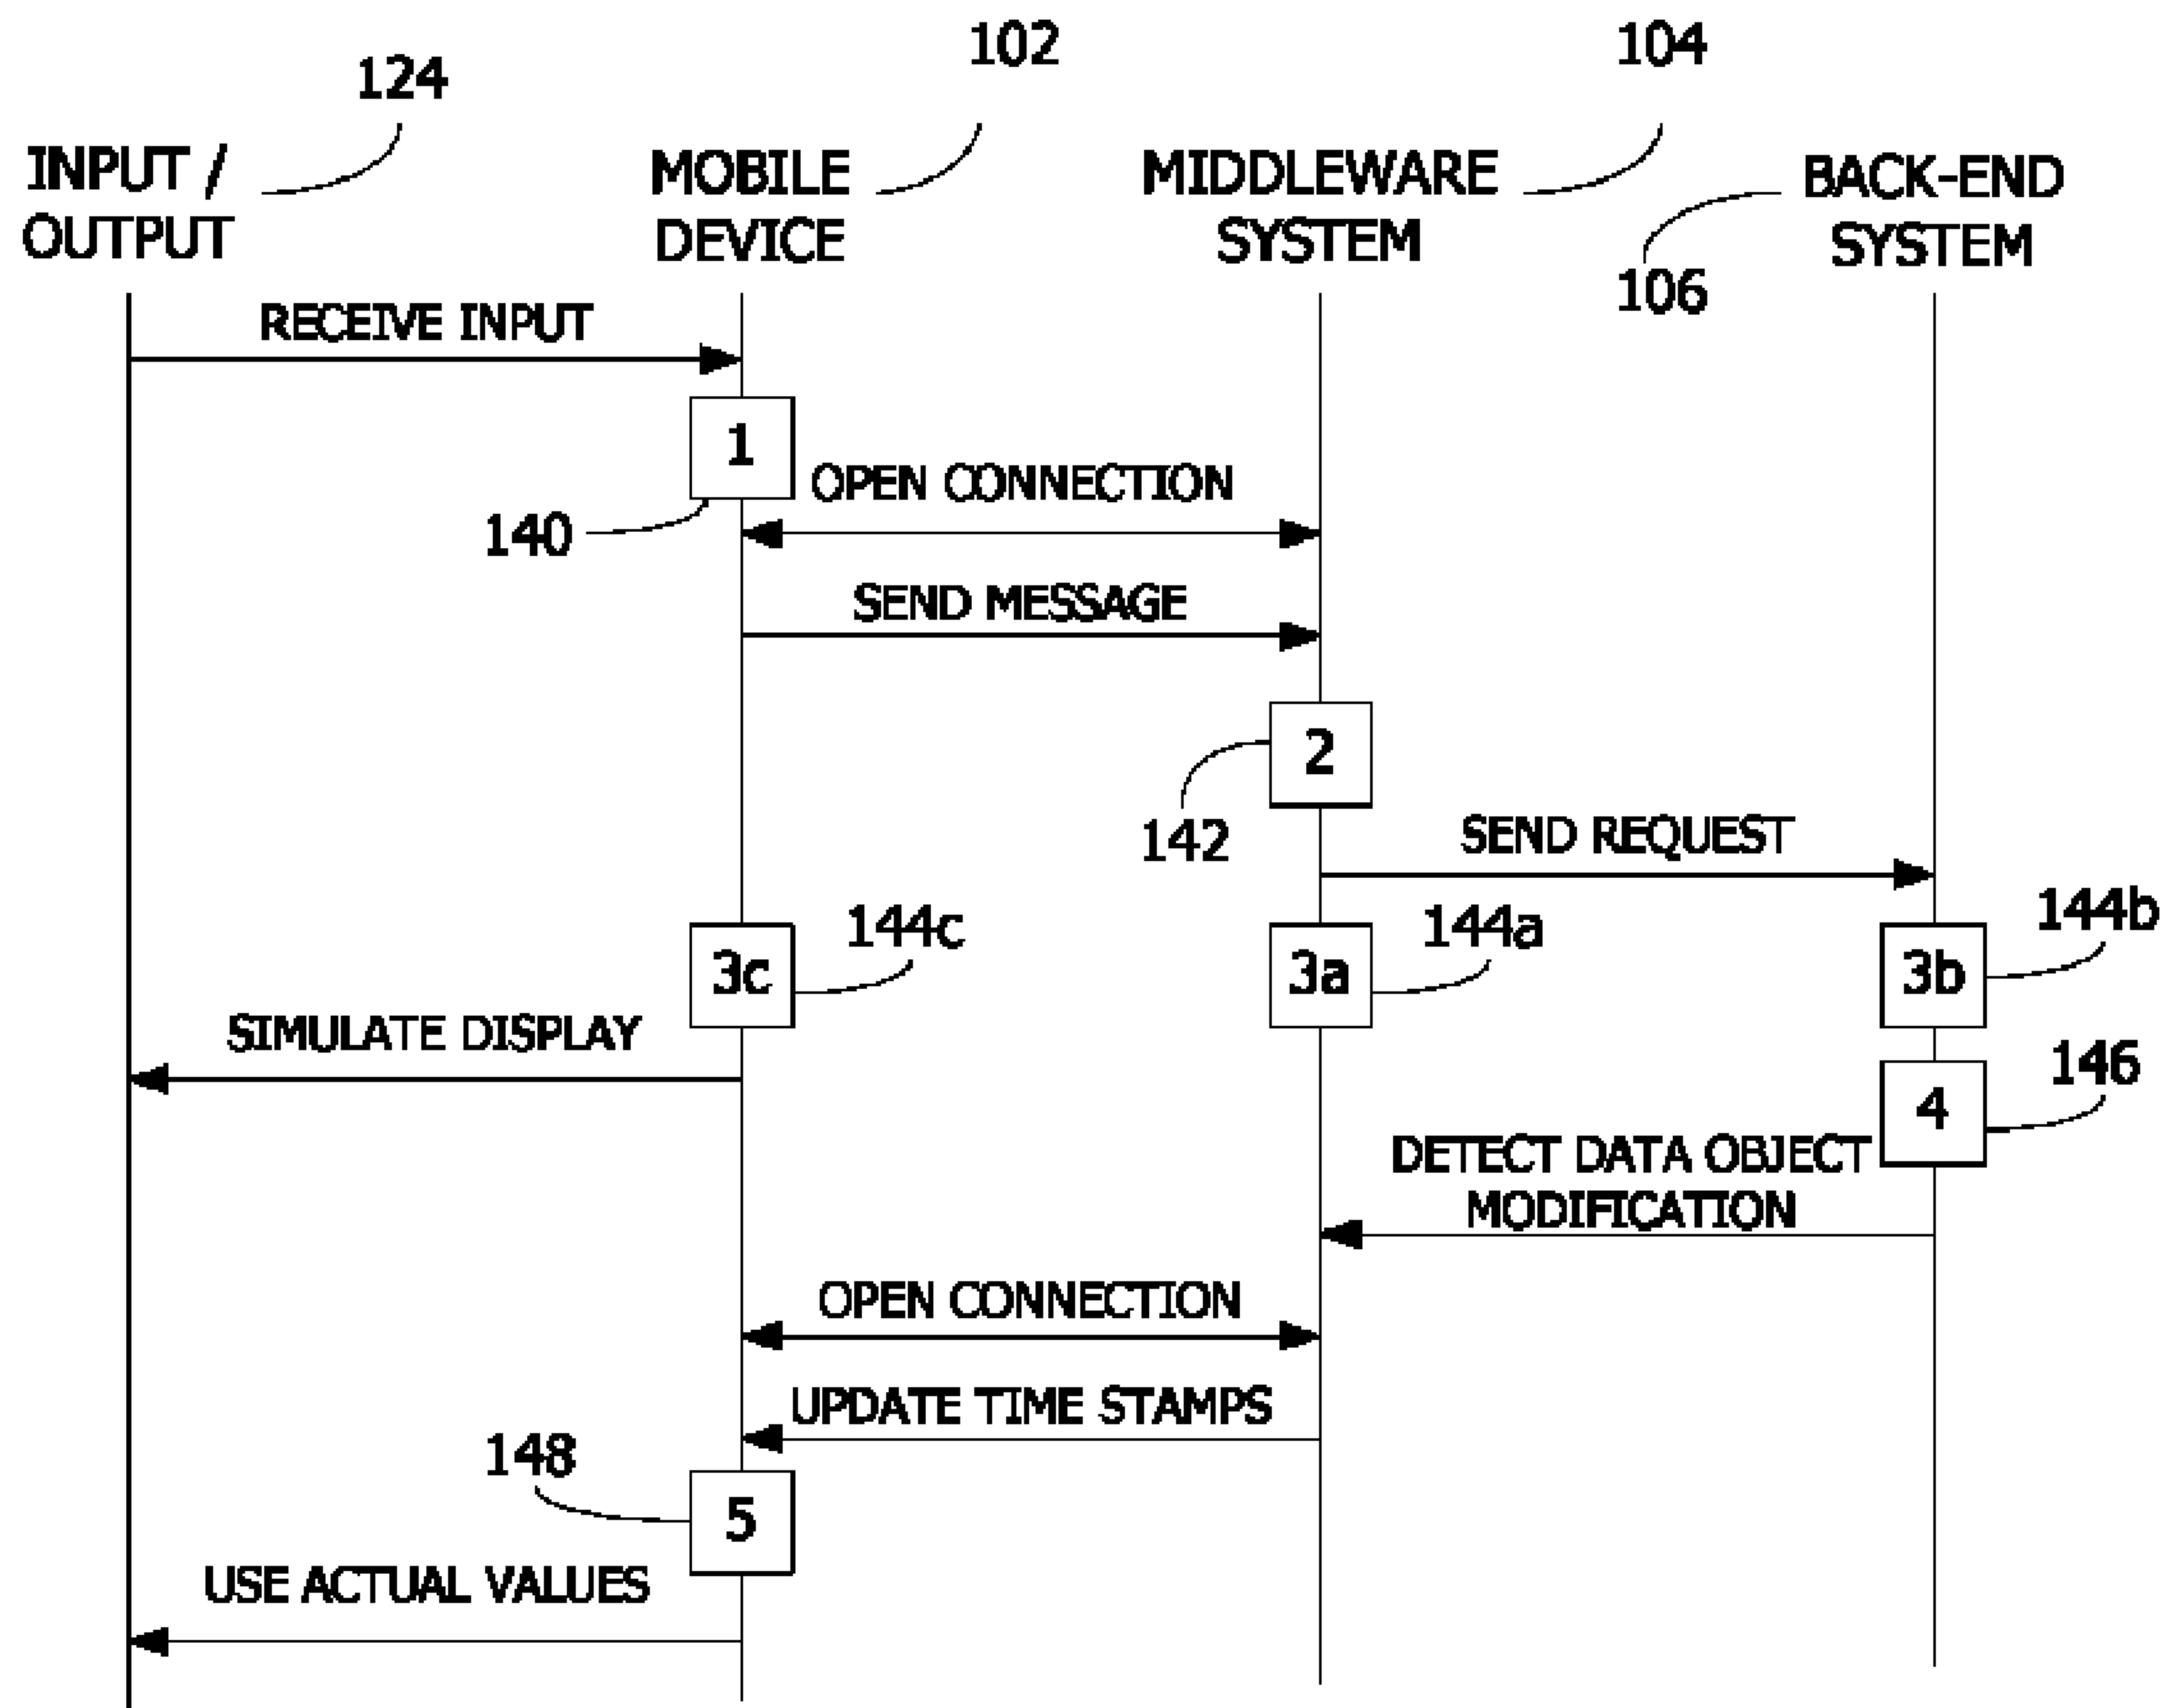 124
102
104
INPUT /
OUTPUT
MOBILE
DEVICE
MIDDLEWARE
SYSTEM
BACK-END
SYSTEM
106
RECEIVE INPUT
1
140
OPEN CONNECTION
SEND MESSAGE
2
142
SEND REQUEST
3c
144c
3a
144a
3b
144b
SIMULATE DISPLAY
4
146
DETECT DATA OBJECT
MODIFICATION
OPEN CONNECTION
UPDATE TIME STAMPS
148
5
USE ACTUAL VALUES